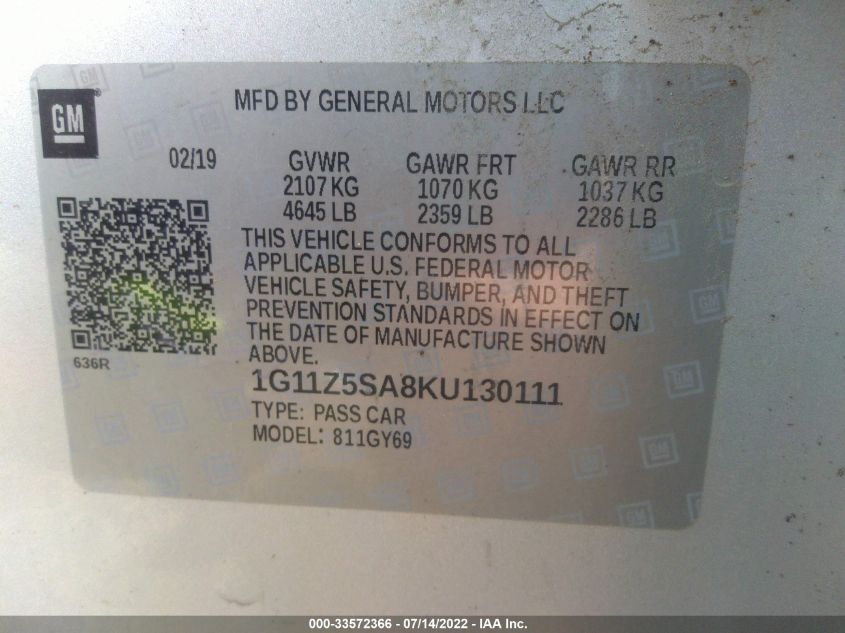 GM
MFD BY GENERAL MOTORS LLC
02/19 GVWR GAWR FRT GAWR RR
2107 KG 1070 KG 1037 KG
4645 LB 2359 LB 2286 LB
THIS VEHICLE CONFORMS TO ALL
APPLICABLE U.S. FEDERAL MOTOR
VEHICLE SAFETY, BUMPER, AND THEFT
PREVENTION STANDARDS IN EFFECT ON
THE DATE OF MANUFACTURE SHOWN
ABOVE.
636R
1G11Z5SA8KU130111
TYPE: PASS CAR
MODEL: 811GY69
000-33572366 - 07/14/2022 - IAA Inc.